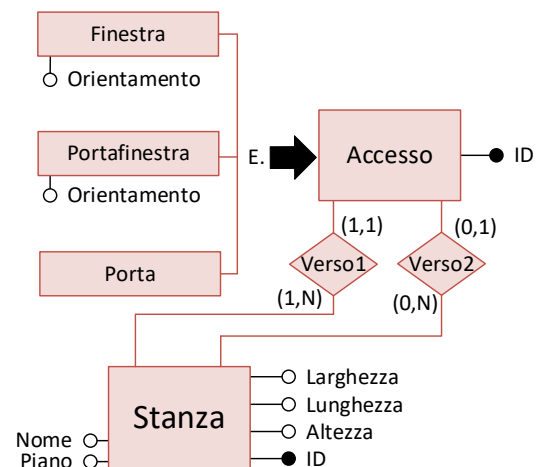 Finestra
Orientamento
Portafinestra
E.
Accesso
ID
Orientamento
(1,1)
(0,1)
Porta
Verso1
Verso2
(1,N)
(0,N)
Larghezza
Lunghezza
Stanza
Altezza
Nome
ID
Piano